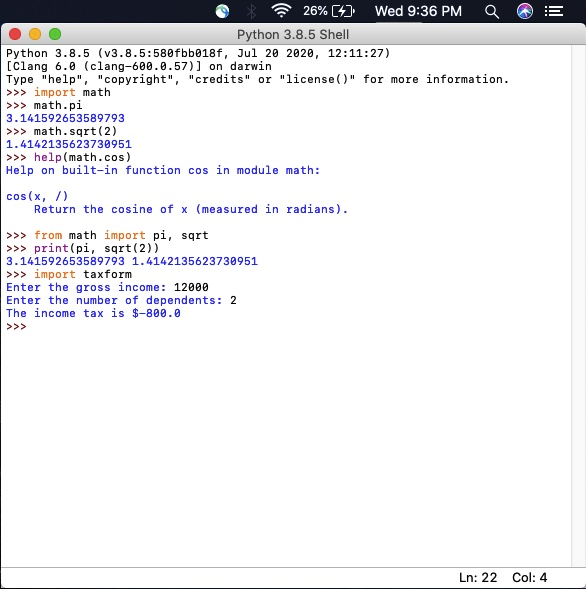 26% Wed 9:36 PM
Python 3.8.5 Shell
Python 3.8.5 (v3.8.5:580fbb018f, Jul 20 2020, 12:11:27)
[Clang 6.0 (clang-600.0.57)] on darwin
Type "help", "copyright", "credits" or "license()" for more information.
>>> import math
>>> math.pi
3.141592653589793
>>> math.sqrt(2)
1.4142135623730951
>>> help(math.cos)
Help on built-in function cos in module math:

cos(x, /)
    Return the cosine of x (measured in radians).

>>> from math import pi, sqrt
>>> print(pi, sqrt(2))
3.141592653589793 1.4142135623730951
>>> import taxform
Enter the gross income: 12000
Enter the number of dependents: 2
The income tax is $-800.0
>>>
Ln: 22 Col: 4